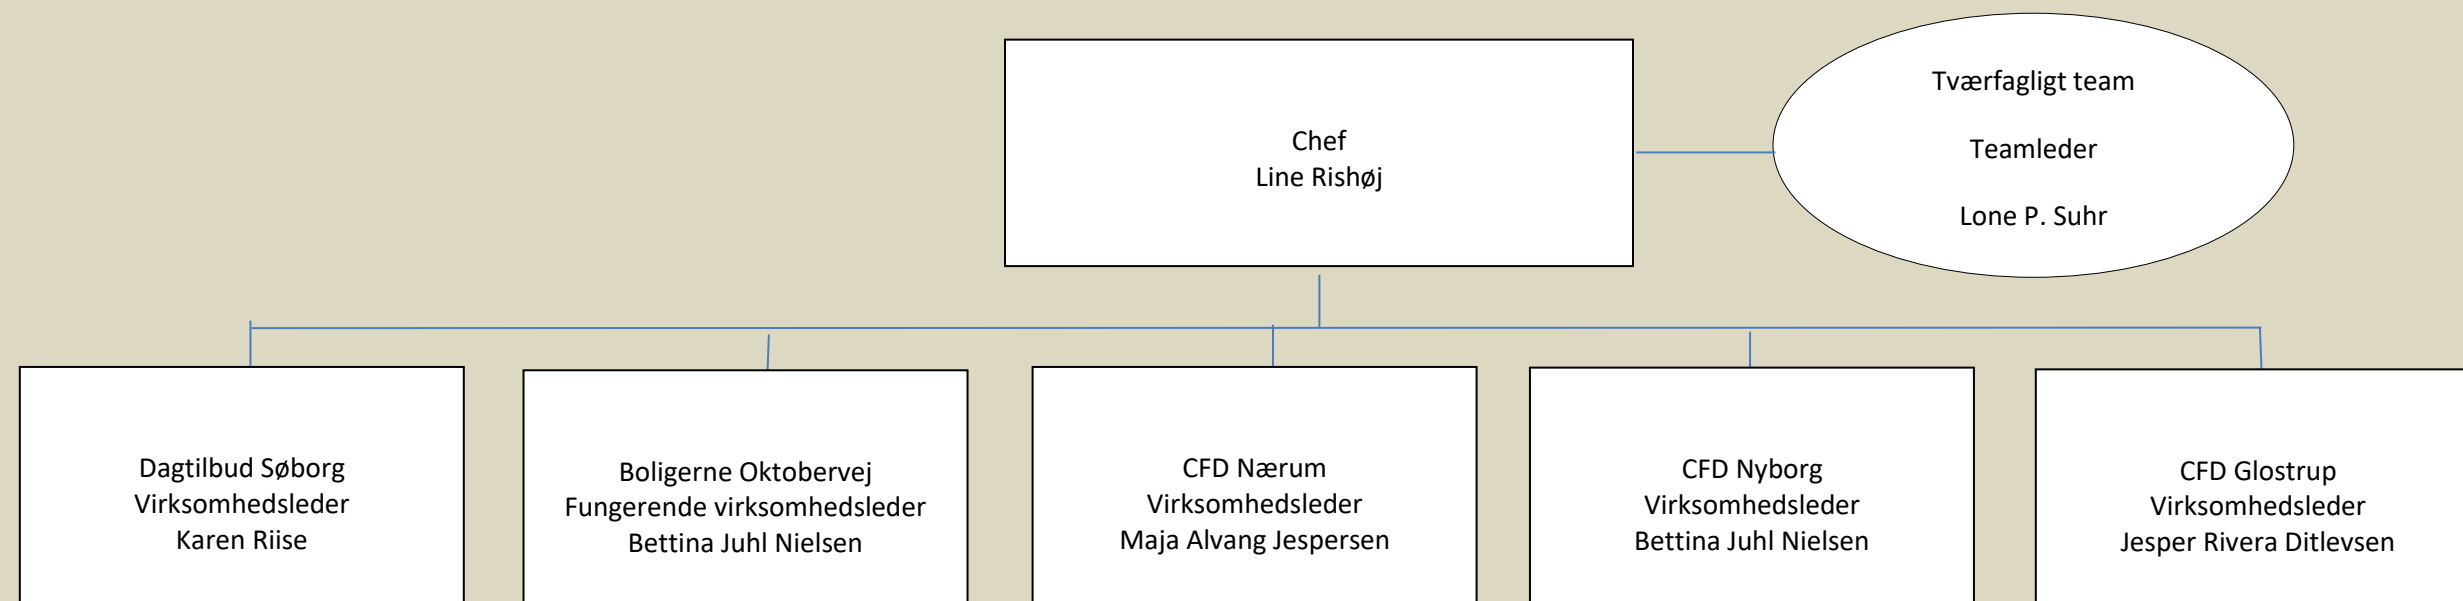 Chef
Line Rishøj
Tværfagligt team
Teamleder
Lone P. Suhr
Dagtilbud Søborg
Virksomhedsleder
Karen Riise
Boligerne Oktobervej
Fungerende virksomhedsleder
Bettina Juhl Nielsen
CFD Nærum
Virksomhedsleder
Maja Alvang Jespersen
CFD Nyborg
Virksomhedsleder
Bettina Juhl Nielsen
CFD Glostrup
Virksomhedsleder
Jesper Rivera Ditlevsen